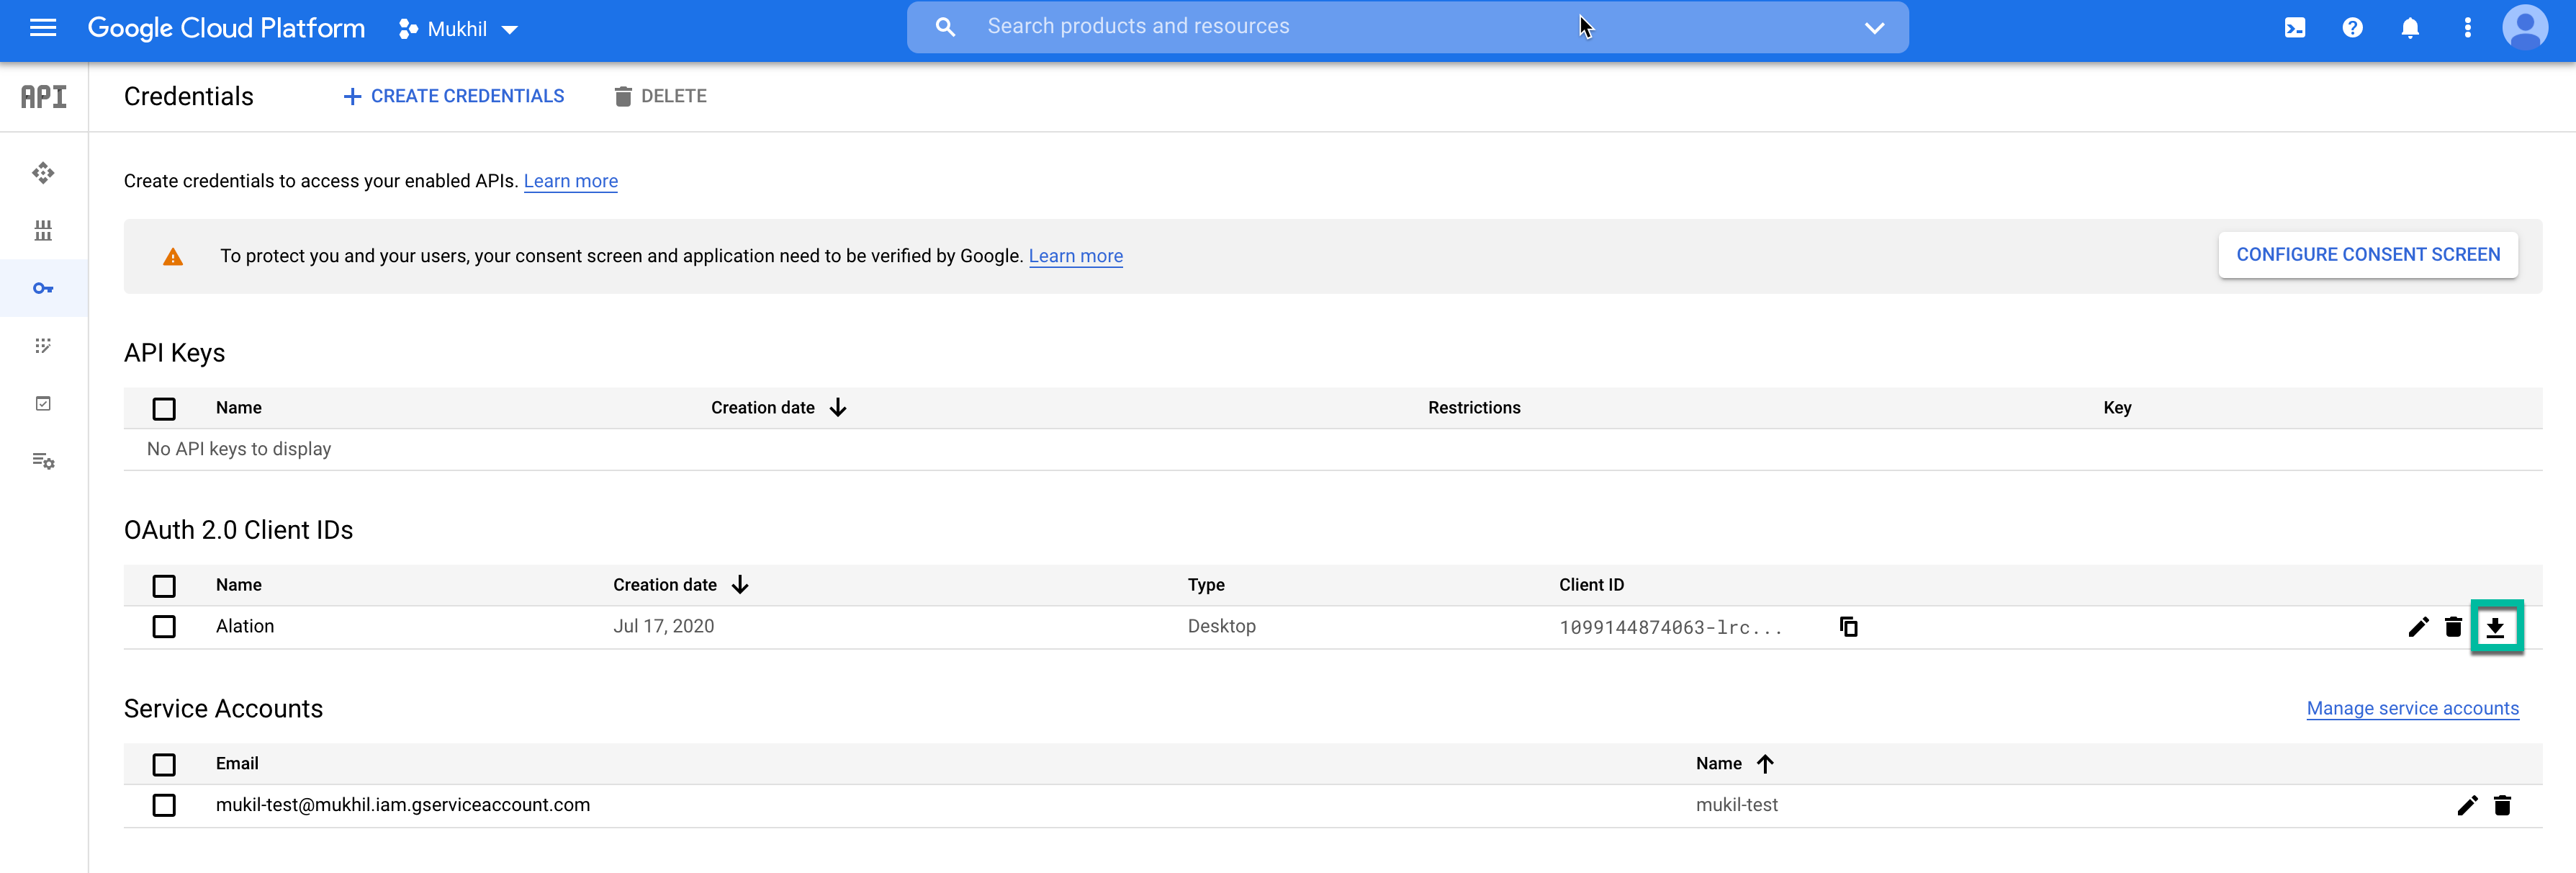 Google Cloud Platform Mukhil Search products and resources
API Credentials CREATE CREDENTIALS DELETE
Create credentials to access your enabled APIs. Learn more
To protect you and your users, your consent screen and application need to be verified by Google. Learn more CONFIGURE CONSENT SCREEN
API Keys
Name Creation date Restrictions Key
No API keys to display
OAuth 2.0 Client IDs
Name Creation date Type Client ID
Alation Jul 17, 2020 Desktop 1099144874063-lrc...
Service Accounts Manage service accounts
Email Name
mukil-test@mukhil.iam.gserviceaccount.com mukil-test